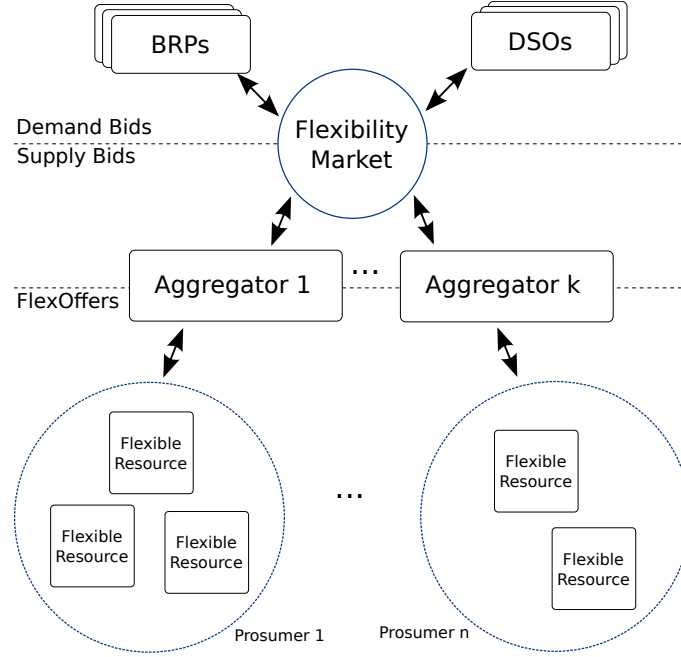 BRPs
DSOs
Flexibility
Market
Demand Bids
Supply Bids
Aggregator 1
...
Aggregator k
FlexOffers
Flexible
Resource
Flexible
Resource
Flexible
Resource
...
Flexible
Resource
Flexible
Resource
Prosumer 1
Prosumer n